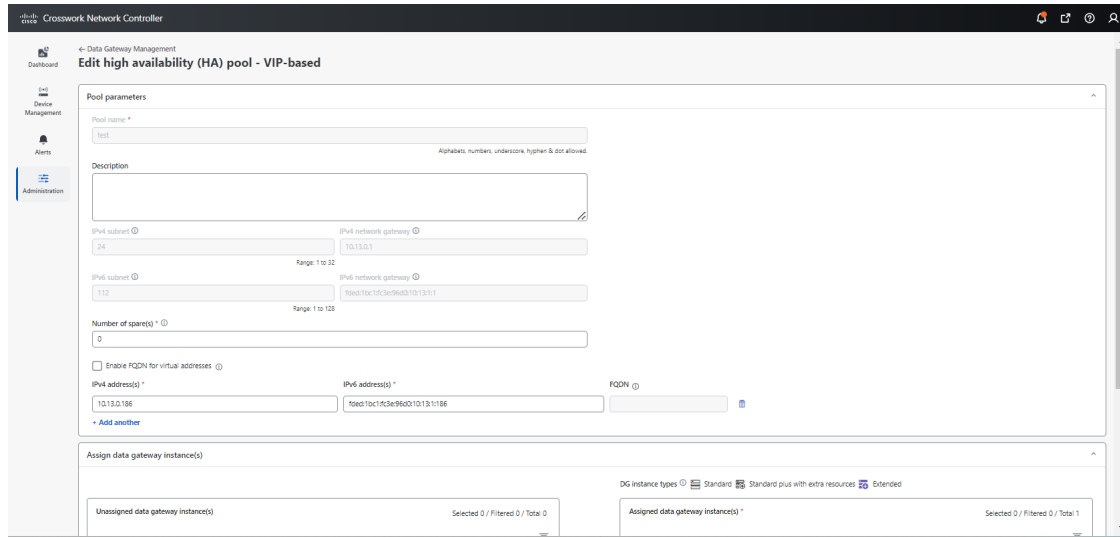 cisco Crosswork Network Controller
Dashboard
Device Management
Alerts
Administration
← Data Gateway Management
Edit high availability (HA) pool - VIP-based
Pool parameters
Pool name *
test
Alphabets, numbers, underscore, hyphen & dot allowed.
Description
IPv4 subnet IPv4 network gateway
24 10.13.0.1
Range: 1 to 32
IPv6 subnet IPv6 network gateway
112 fded:1bc1:fc3e:96d0:10:13:1:1
Range: 1 to 128
Number of spare(s) *
0
Enable FQDN for virtual addresses
IPv4 address(s) * IPv6 address(s) * FQDN
10.13.0.186 fded:1bc1:fc3e:96d0:10:13:1:186
+ Add another
Assign data gateway instance(s)
DG instance types Standard Standard plus with extra resources Extended
Unassigned data gateway instance(s) Selected 0 / Filtered 0 / Total 0 Assigned data gateway instance(s) * Selected 0 / Filtered 0 / Total 1